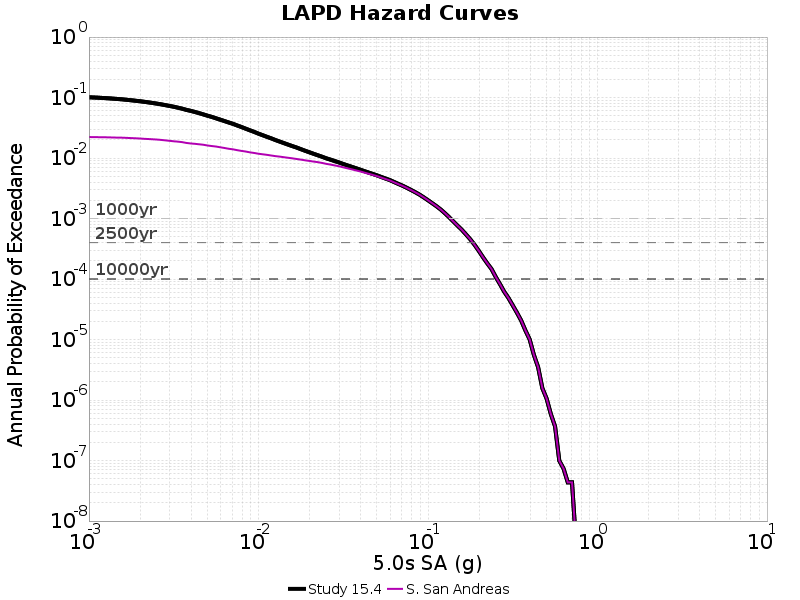 LAPD Hazard Curves
Annual Probability of Exceedance
10^0
10^-1
10^-2
10^-3
10^-4
10^-5
10^-6
10^-7
10^-8
1000yr
2500yr
10000yr
10^-3 10^-2 10^-1 10^0 10^1
5.0s SA (g)
Study 15.4 S. San Andreas